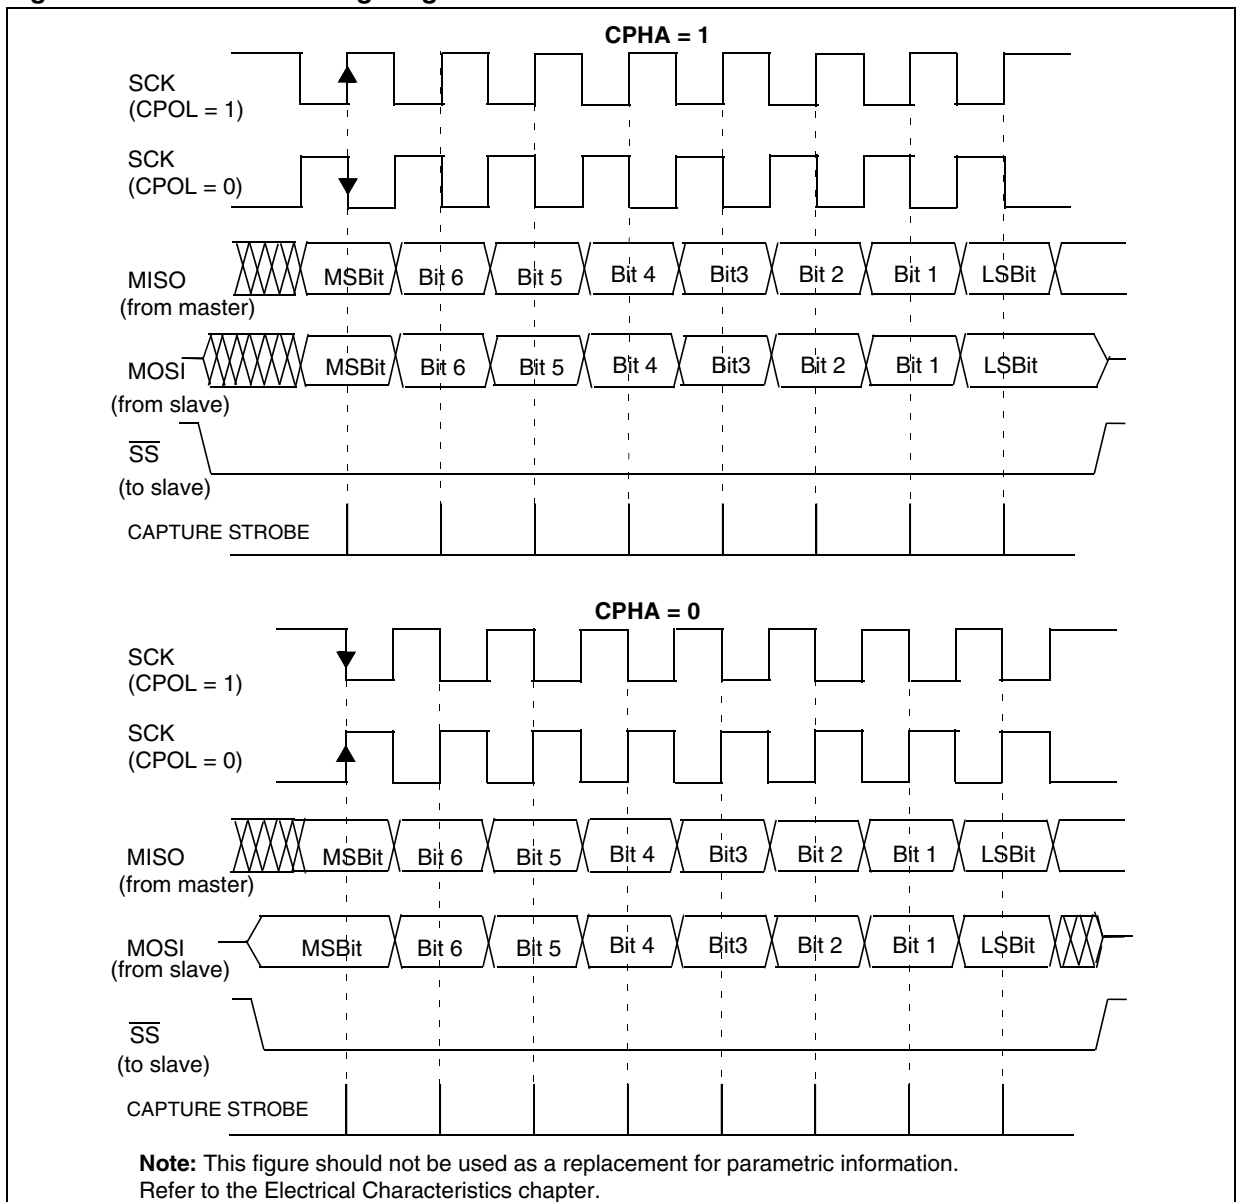 CPHA = 1
SCK
(CPOL = 1)
SCK
(CPOL = 0)
MISO
(from master)
MSBit Bit 6 Bit 5 Bit 4 Bit3 Bit 2 Bit 1 LSBit
MOSI
(from slave)
MSBit Bit 6 Bit 5 Bit 4 Bit3 Bit 2 Bit 1 LSBit
SS
(to slave)
CAPTURE STROBE
CPHA = 0
SCK
(CPOL = 1)
SCK
(CPOL = 0)
MISO
(from master)
MSBit Bit 6 Bit 5 Bit 4 Bit3 Bit 2 Bit 1 LSBit
MOSI
(from slave)
MSBit Bit 6 Bit 5 Bit 4 Bit3 Bit 2 Bit 1 LSBit
SS
(to slave)
CAPTURE STROBE
Note: This figure should not be used as a replacement for parametric information.
Refer to the Electrical Characteristics chapter.